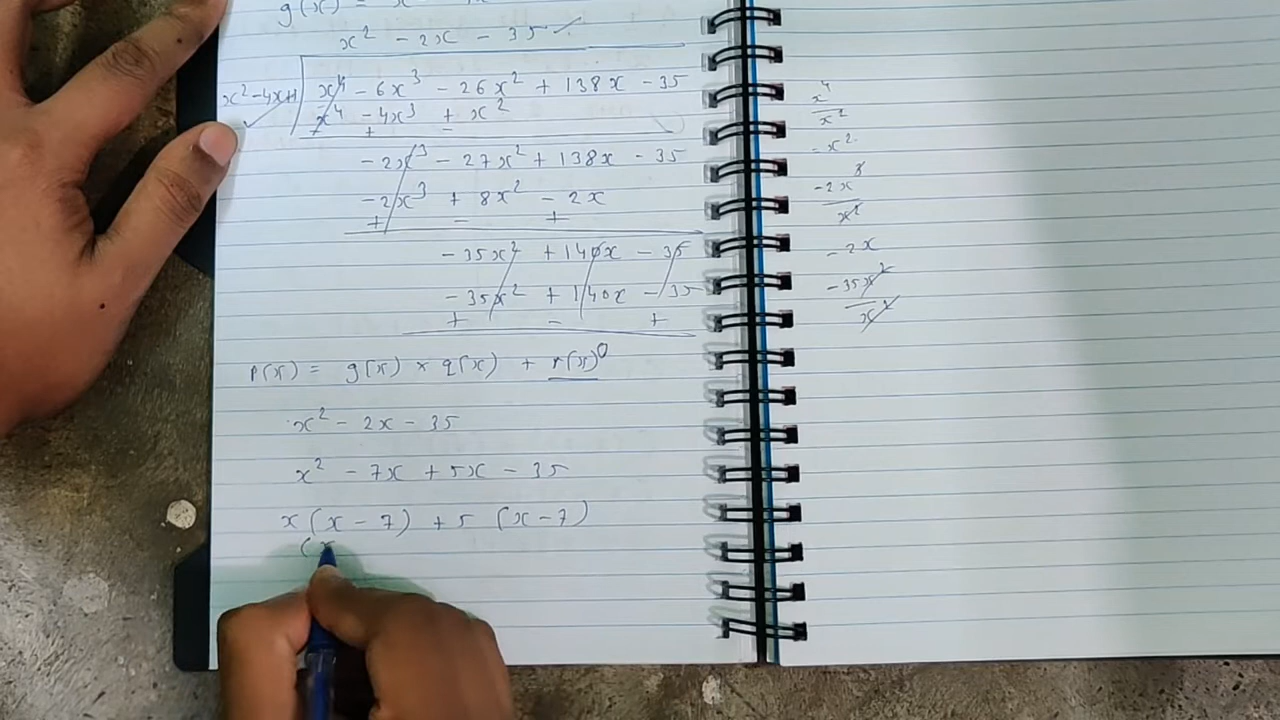 g(x) = x
x² - 2x - 35 ✓
x² - 4x + 1 x⁴ - 6x³ - 26x² + 138x - 35
x⁴ - 4x³ + x²
+ -
- 2x³ - 27x² + 138x - 35
- 2x³ + 8x² - 2x
+ - +
- 35x² + 140x - 35
- 35x² + 140x - 35
+ - +
p(x) = g(x) × q(x) + r(x)⁰
x² - 2x - 35
x² - 7x + 5x - 35
x (x - 7) + 5 (x - 7)
(x
x⁴
x²
- x²
- 2x³
x²
- 2x
- 35x²
x²